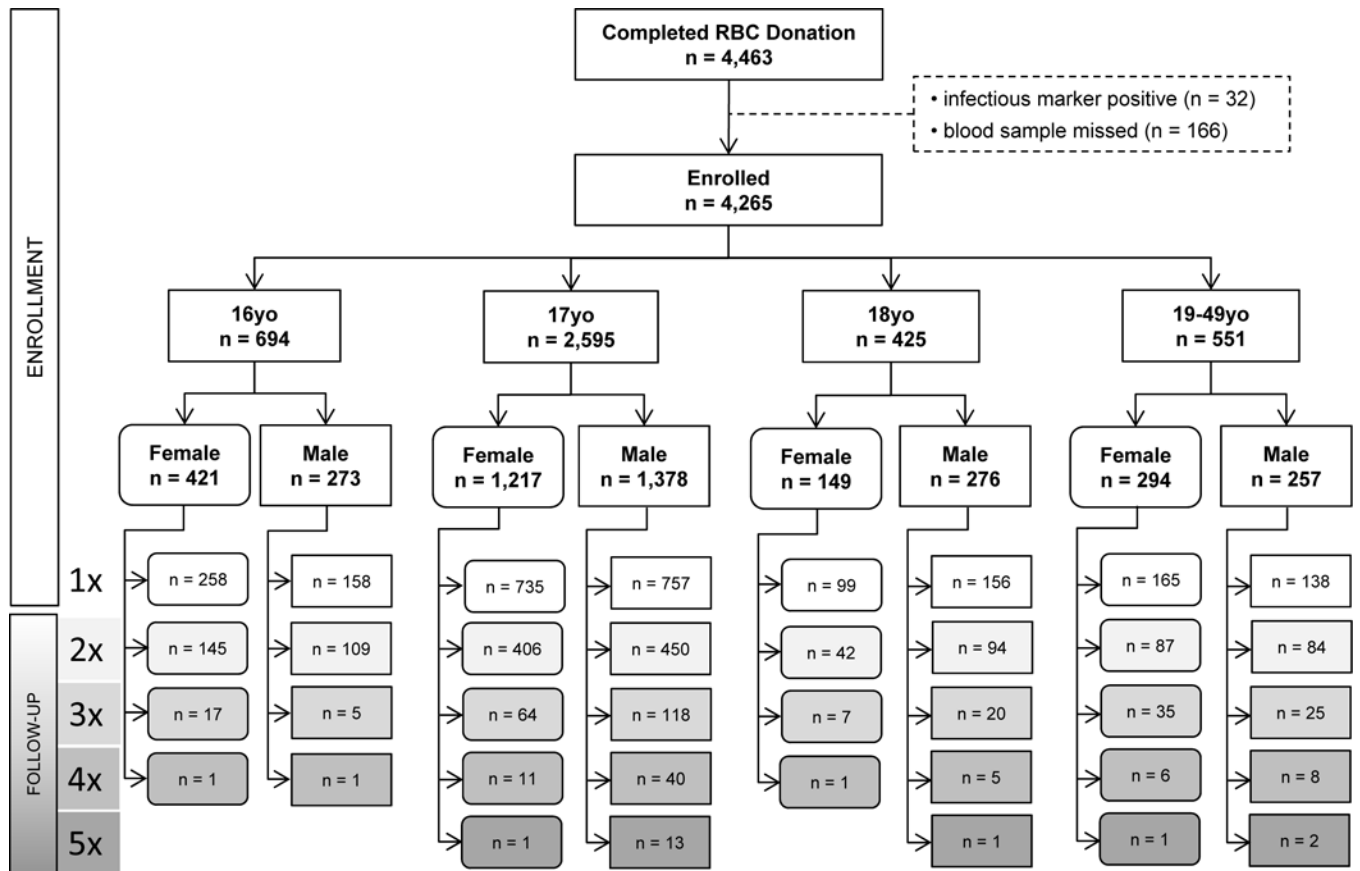 Completed RBC Donation
n = 4,463
• infectious marker positive (n = 32)
• blood sample missed (n = 166)
Enrolled
n = 4,265
ENROLLMENT
16yo
n = 694
17yo
n = 2,595
18yo
n = 425
19-49yo
n = 551
Female
n = 421
Male
n = 273
Female
n = 1,217
Male
n = 1,378
Female
n = 149
Male
n = 276
Female
n = 294
Male
n = 257
1x
n = 258
n = 158
n = 735
n = 757
n = 99
n = 156
n = 165
n = 138
FOLLOW-UP
2x
n = 145
n = 109
n = 406
n = 450
n = 42
n = 94
n = 87
n = 84
3x
n = 17
n = 5
n = 64
n = 118
n = 7
n = 20
n = 35
n = 25
4x
n = 1
n = 1
n = 11
n = 40
n = 1
n = 5
n = 6
n = 8
5x
n = 1
n = 13
n = 1
n = 1
n = 2